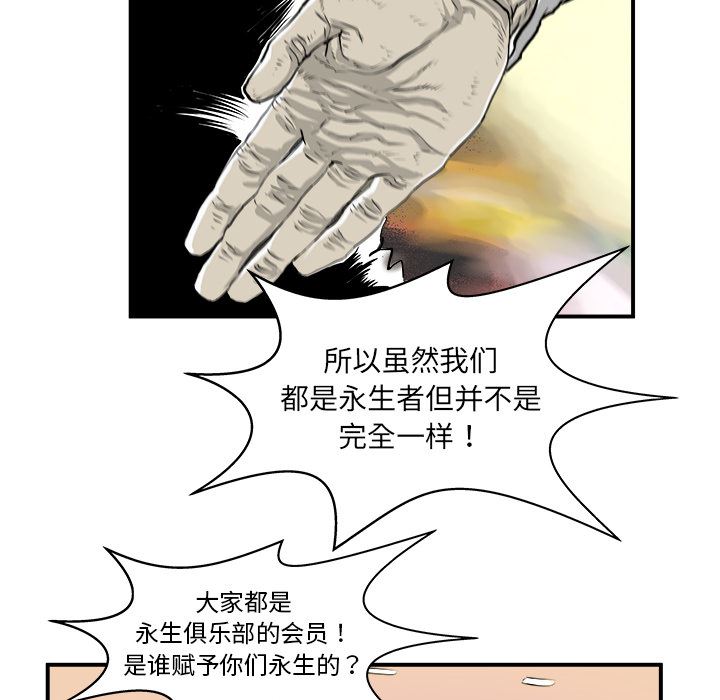 所以虽然我们
都是永生者但并不是
完全一样！
大家都是
永生俱乐部的会员！
是谁赋予你们永生的？